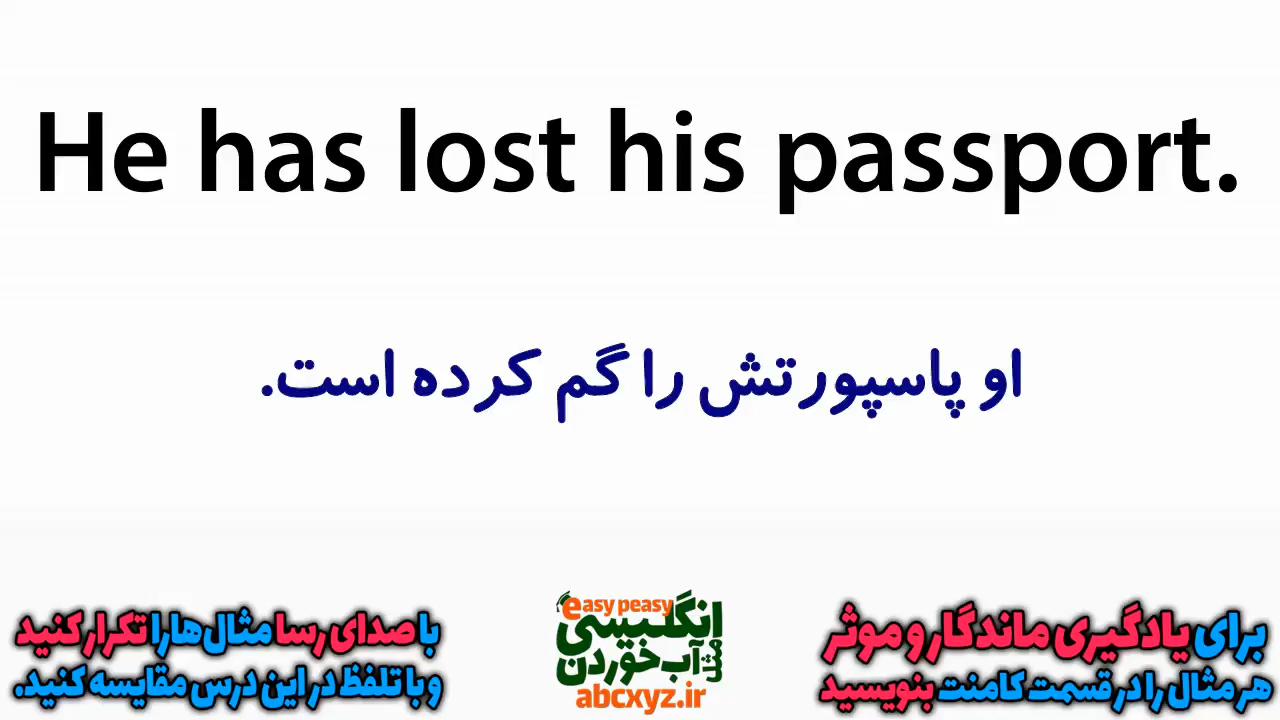 He has lost his passport.
او پاسپورتش را گم کرده است.
برای یادگیری ماندگار و موثر
هر مثال را در قسمت کامنت بنویسید
easy peasy
انگلیسی
مثل آب خوردن
abcxyz.ir
با صدای رسا مثال‌ها را تکرار کنید
و با تلفظ در این درس مقایسه کنید.